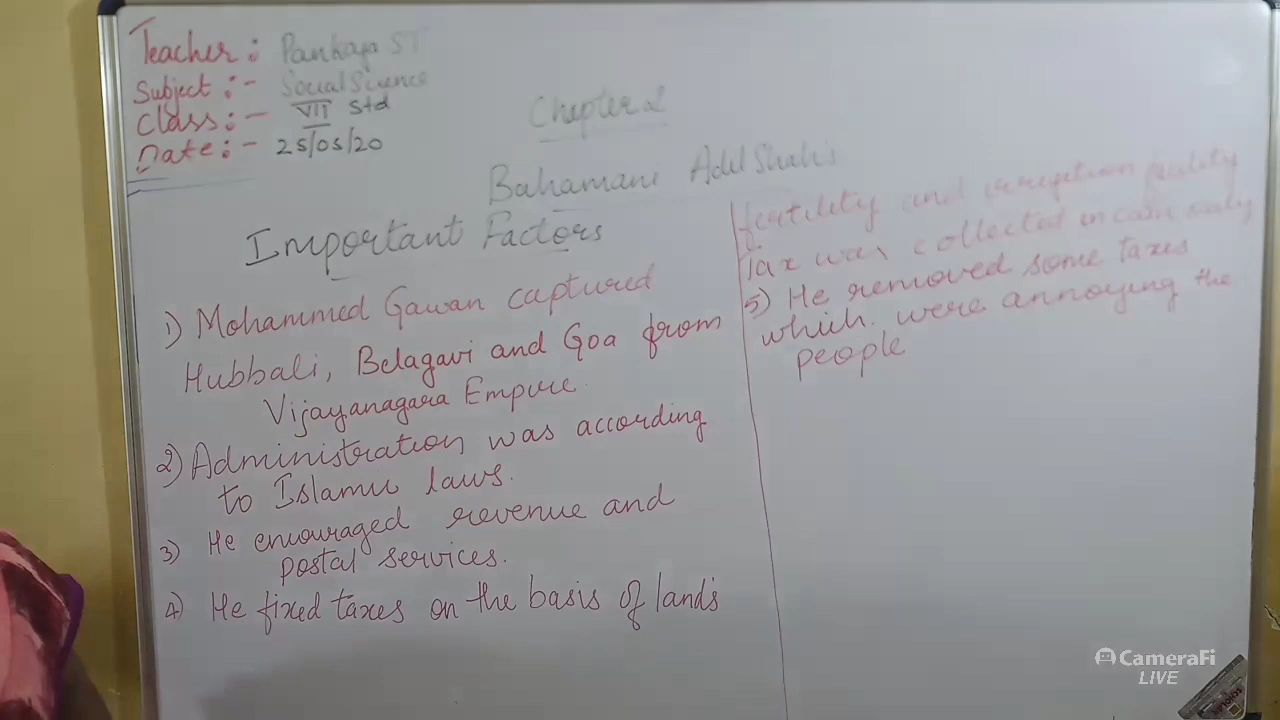 Teacher : Pankaja ST
Subject :- Social Science
Class :- VII std
Date :- 25/05/20
Chapter 2
Bahamani Adil Shahis
Important Factors
1) Mohammed Gawan captured
Hubbali, Belagavi and Goa from
Vijayanagara Empire.
2) Administration was according
to Islamic laws.
3) He encouraged revenue and
postal services.
4) He fixed taxes on the basis of lands
fertility and irrigation facility
Tax was collected in cash only
5) He removed some taxes
which were annoying the
people
CameraFi
LIVE